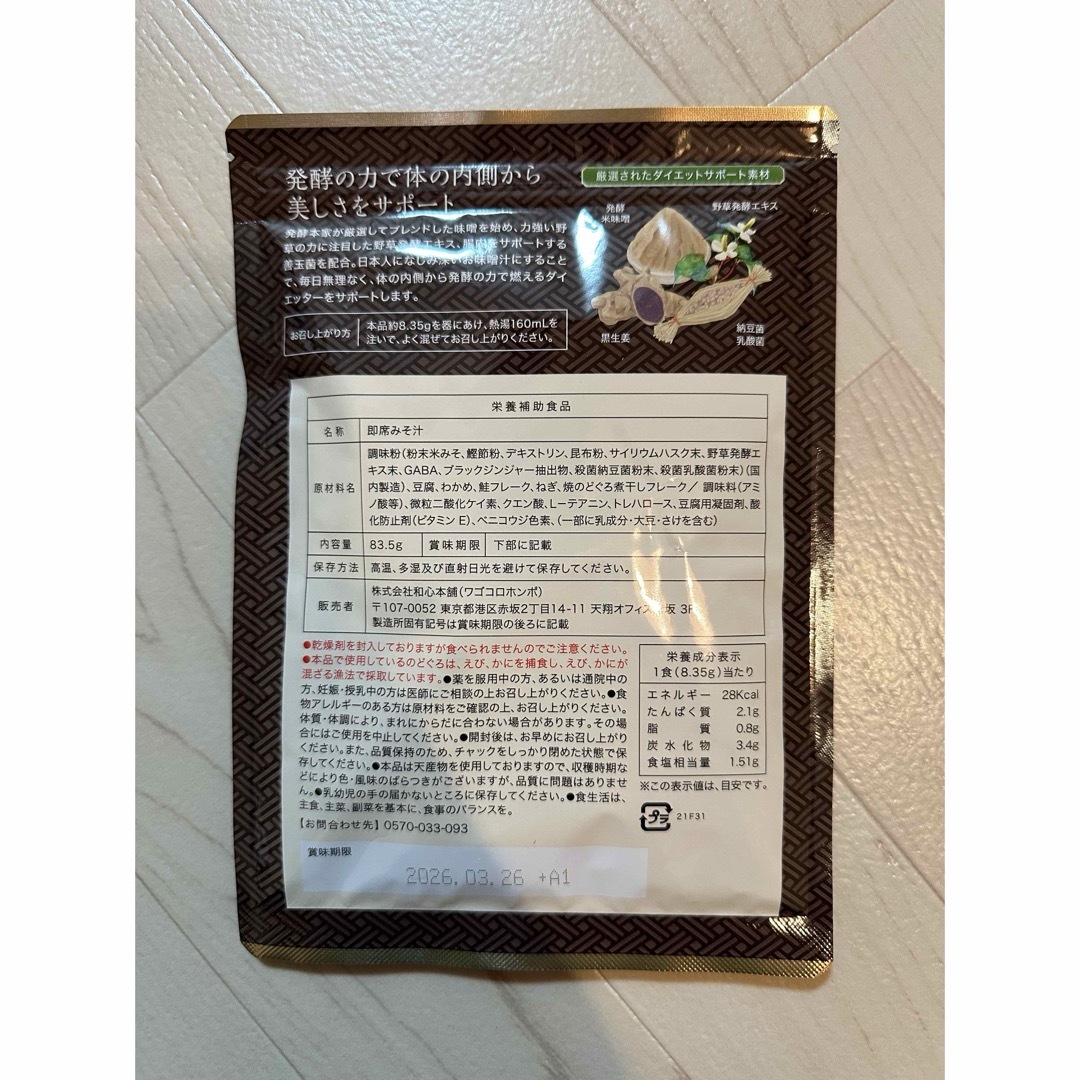 発酵の力で体の内側から
美しさをサポート
発酵本家が厳選してブレンドした味噌を始め、力強い野
草の力に注目した野草発酵エキス、腸内をサポートする
善玉菌を配合。日本人になじみ深いお味噌汁にすること
で、毎日無理なく、体の内側から発酵の力で燃えるダイ
エッターをサポートします。
お召し上がり方
本品約8.35gを器にあけ、熱湯160mLを
注いで、よく混ぜてお召し上がりください。
厳選されたダイエットサポート素材
発酵
米味噌
野草発酵エキス
黒生姜
納豆菌
乳酸菌
栄養補助食品
名称 即席みそ汁
原材料名
調味粉(粉末米みそ、鰹節粉、デキストリン、昆布粉、サイリウムハスク末、野草発酵エ
キス末、GABA、ブラックジンジャー抽出物、殺菌納豆菌粉末、殺菌乳酸菌粉末)(国
内製造)、豆腐、わかめ、鮭フレーク、ねぎ、焼のどぐろ煮干しフレーク/ 調味料(アミ
ノ酸等)、微粒二酸化ケイ素、クエン酸、L-テアニン、トレハロース、豆腐用凝固剤、酸
化防止剤(ビタミン E)、ベニコウジ色素、(一部に乳成分・大豆・さけを含む)
内容量 83.5g 賞味期限 下部に記載
保存方法 高温、多湿及び直射日光を避けて保存してください。
販売者
株式会社和心本舗(ワゴコロホンポ)
〒107-0052 東京都港区赤坂2丁目14-11 天翔オフィス 坂 3F
製造所固有記号は賞味期限の後ろに記載
●乾燥剤を封入しておりますが食べられませんのでご注意ください。
●本品で使用しているのどぐろは、えび、かにを捕食し、えび、かにが
混ざる漁法で採取しています。●薬を服用中の方、あるいは通院中の
方、妊娠・授乳中の方は医師にご相談の上お召し上がりください。●食
物アレルギーのある方は原材料をご確認の上、お召し上がりください。
体質・体調により、まれにからだに合わない場合があります。その場
合にはご使用を中止してください。●開封後は、お早めにお召し上がり
ください。また、品質保持のため、チャックをしっかり閉めた状態で保
存してください。●本品は天産物を使用しておりますので、収穫時期な
どにより色・風味のばらつきがございますが、品質に問題はありませ
ん。●乳幼児の手の届かないところに保存してください。●食生活は、
主食、主菜、副菜を基本に、食事のバランスを。
【お問合わせ先】0570-033-093
栄養成分表示
1食(8.35g)当たり
エネルギー 28Kcal
たんぱく質 2.1g
脂質 0.8g
炭水化物 3.4g
食塩相当量 1.51g
※この表示値は、目安です。
プラ 21F31
賞味期限
2026.03.26 +A1